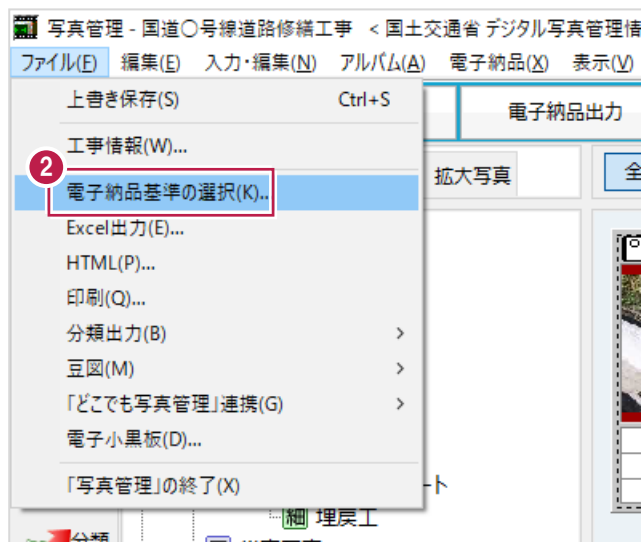 写真管理 - 国道〇号線道路修繕工事 < 国土交通省 デジタル写真管理情
ファイル(F) 編集(E) 入力・編集(N) アルバム(A) 電子納品(X) 表示(V)
上書き保存(S) Ctrl+S
電子納品出力
工事情報(W)...
2
電子納品基準の選択(K)...
拡大写真
全
Excel出力(E)...
HTML(P)...
印刷(Q)...
分類出力(B) >
豆図(M) >
「どこでも写真管理」連携(G) >
電子小黒板(D)...
「写真管理」の終了(X)
ート
細 埋戻工
分類